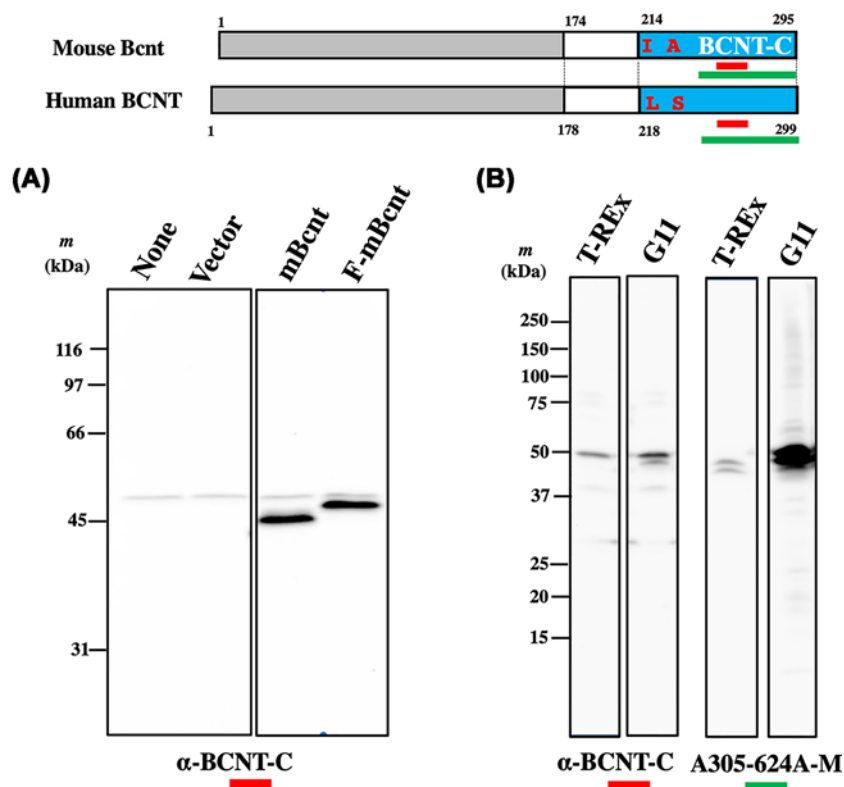 1 174 214 295
Mouse Bcnt I A BCNT-C
Human BCNT L S
1 178 218 299
(A)
None Vector mBcnt F-mBcnt
m
(kDa)
116
97
66
45
31
α-BCNT-C
(B)
T-REx G11 T-REx G11
m
(kDa)
250
150
100
75
50
37
25
20
15
α-BCNT-C A305-624A-M